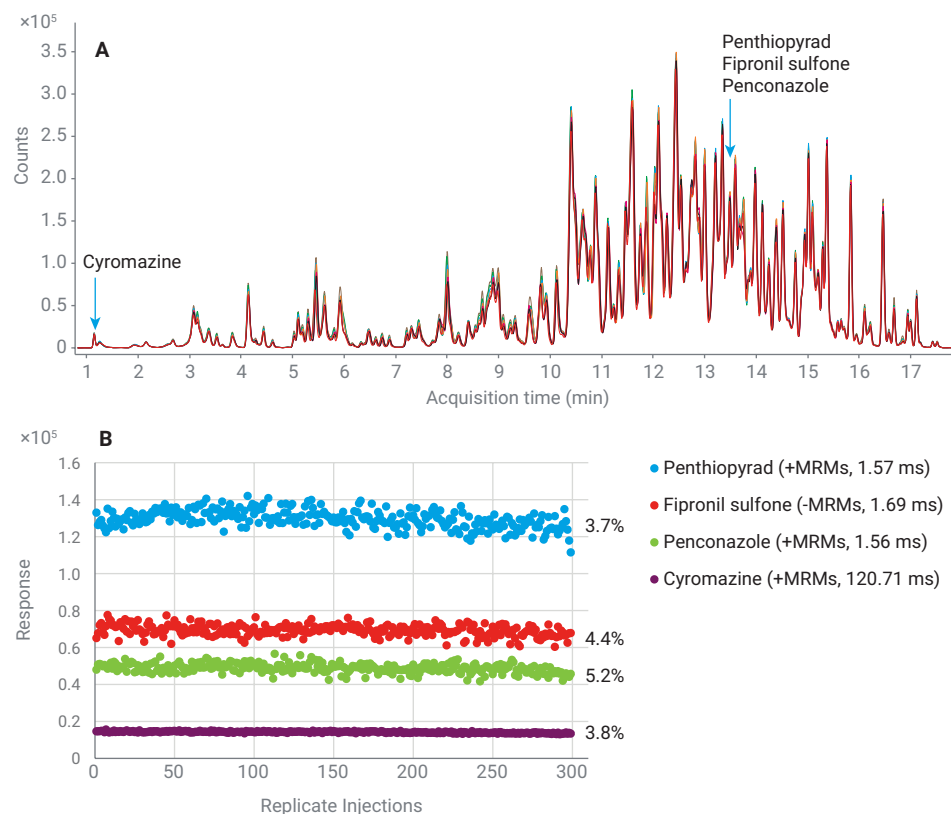 ×10⁵
A
3.5
3.0
2.5
2.0
1.5
1.0
0.5
0
Counts
Cyromazine
Penthiopyrad
Fipronil sulfone
Penconazole
1 2 3 4 5 6 7 8 9 10 11 12 13 14 15 16 17
Acquisition time (min)
×10⁵
B
1.6
1.4
1.2
1.0
0.8
0.6
0.4
0.2
0
Response
3.7%
4.4%
5.2%
3.8%
0 50 100 150 200 250 300
Replicate Injections
Penthiopyrad (+MRMs, 1.57 ms)
Fipronil sulfone (-MRMs, 1.69 ms)
Penconazole (+MRMs, 1.56 ms)
Cyromazine (+MRMs, 120.71 ms)